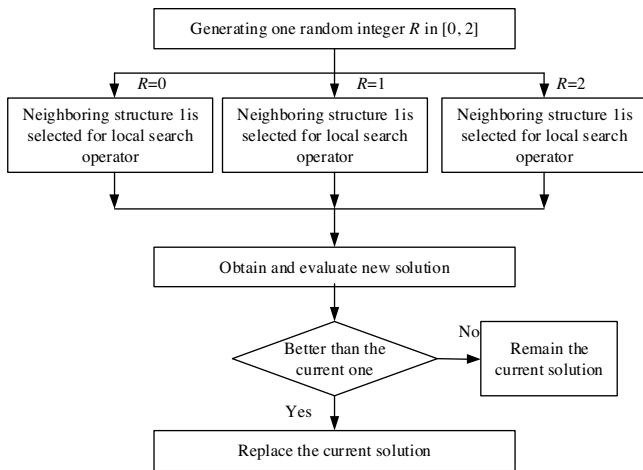 Generating one random integer R in [0, 2]
R=0
R=1
R=2
Neighboring structure 1is
selected for local search
operator
Neighboring structure 1is
selected for local search
operator
Neighboring structure 1is
selected for local search
operator
Obtain and evaluate new solution
Better than the
current one
No
Remain the
current solution
Yes
Replace the current solution